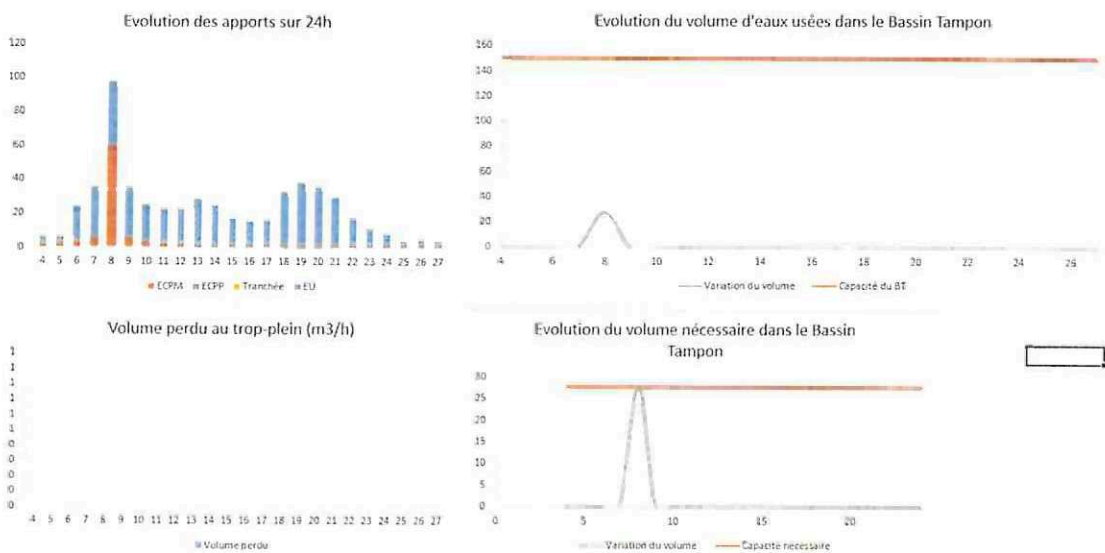 Evolution des apports sur 24h
120
100
80
60
40
20
0
4 5 6 7 8 9 10 11 12 13 14 15 16 17 18 19 20 21 22 23 24 25 26 27
ECPM ECPP Tranchée EU
Evolution du volume d'eaux usées dans le Bassin Tampon
160
140
120
100
80
60
40
20
0
4 6 8 10 12 14 16 18 20 22 24 26
Variation du volume Capacité du BT
Volume perdu au trop-plein (m3/h)
1
1
1
1
1
1
0
0
0
0
0
4 5 6 7 8 9 10 11 12 13 14 15 16 17 18 19 20 21 22 23 24 25 26 27
Volume perdu
Evolution du volume nécessaire dans le Bassin
Tampon
30
25
20
15
10
5
0
0 5 10 15 20
Variation du volume Capacité nécessaire